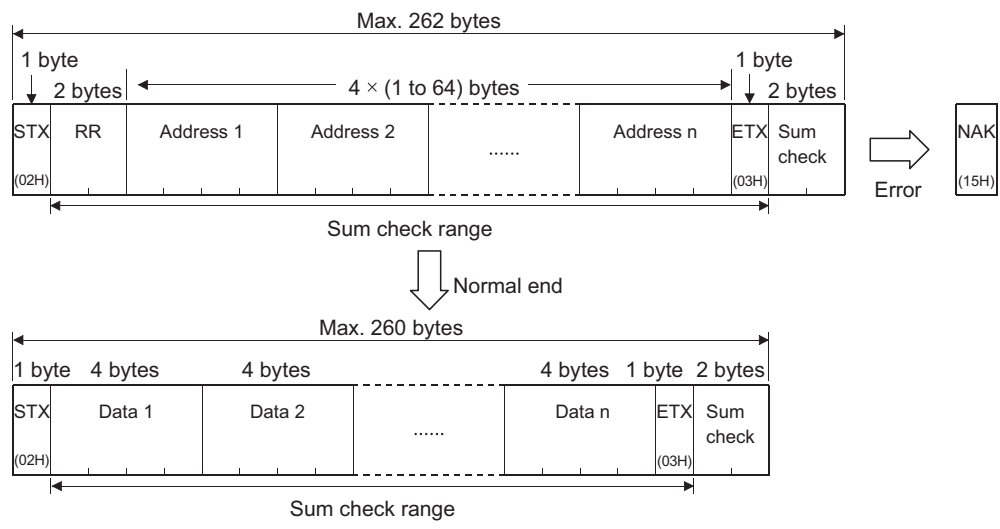 Max. 262 bytes
1 byte
1 byte
2 bytes
4 × (1 to 64) bytes
2 bytes
STX
RR
Address 1
Address 2
......
Address n
ETX
Sum
check
NAK
(02H)
(03H)
(15H)
Error
Sum check range
Normal end
Max. 260 bytes
1 byte
4 bytes
4 bytes
4 bytes
1 byte
2 bytes
STX
Data 1
Data 2
......
Data n
ETX
Sum
check
(02H)
(03H)
Sum check range